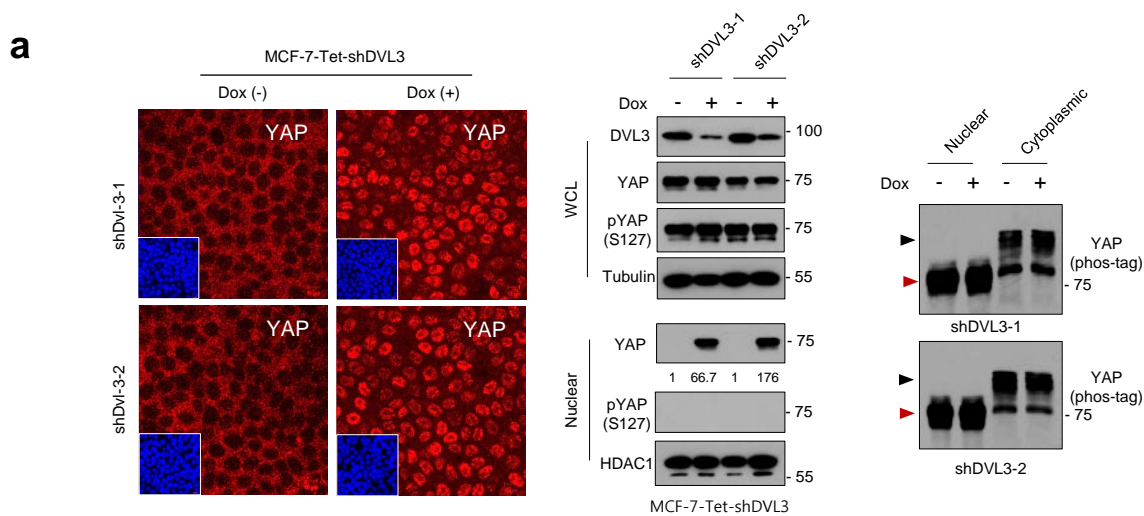 a
MCF-7-Tet-shDVL3
Dox (-)
Dox (+)
shDvl-3-1
YAP
YAP
shDvl-3-2
YAP
YAP
shDVL3-1
shDVL3-2
Dox - + - +
WCL
DVL3 - 100
YAP - 75
pYAP
(S127) - 75
Tubulin - 55
Nuclear
YAP - 75
1 66.7 1 176
pYAP
(S127) - 75
HDAC1
55
MCF-7-Tet-shDVL3
Nuclear
Cytoplasmic
Dox - + - +
YAP
(phos-tag)
- 75
shDVL3-1
YAP
(phos-tag)
- 75
shDVL3-2